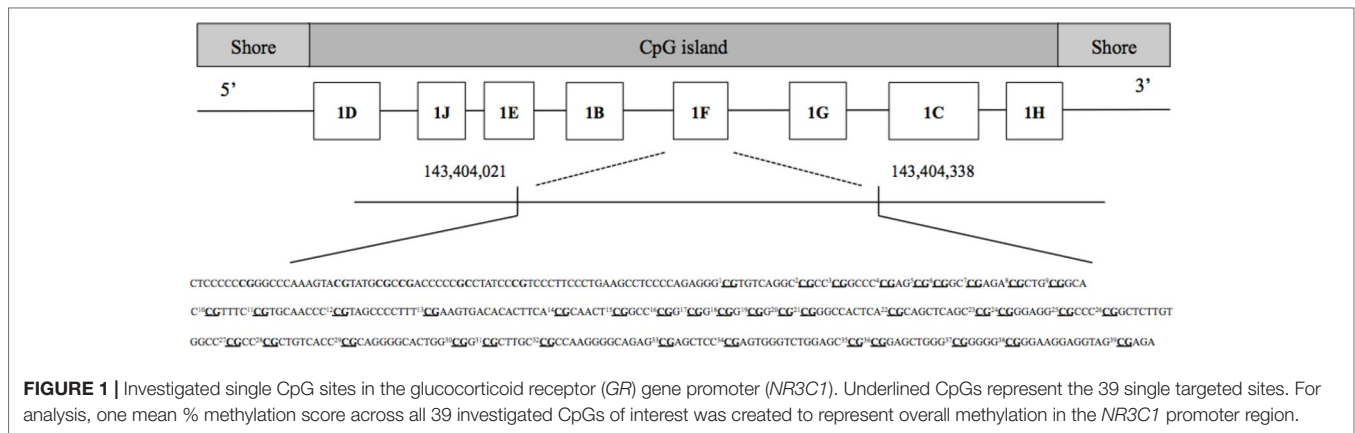 Shore CpG island Shore
5' 3'
1D 1J 1E 1B 1F 1G 1C 1H
143,404,021 143,404,338
CTCCCCCCGGGCCCAAAGTACGTATGCGCCGACCCCCGCCTATCCCGTCCCTTCCCTGAAGCCTCCCCAGAGGG¹CGTGTCAGGC²CGCC³CGGCCC⁴CGAG⁵CG⁶CGGC⁷CGAGA⁸CGCTG⁹CGGCA
C¹⁰CGTTTC¹¹CGTGCAACCC¹²CGTAGCCCCTTT¹³CGAAGTGACACACTTCA¹⁴CGCAACT¹⁵CGGCC¹⁶CGG¹⁷CGG¹⁸CGG¹⁹CGG²⁰CG²¹CGGGCCACTCA²²CGCAGCTCAGC²³CG²⁴CGGGAGG²⁵CGCCC²⁶CGGCTCTTGT
GGCC²⁷CGCC²⁸CGCTGTCACC²⁹CGCAGGGGCACTGG³⁰CGG³¹CGCTTGC³²CGCCAAGGGGCAGAG³³CGAGCTCC³⁴CGAGTGGGTCTGGAGC³⁵CG³⁶CGGAGCTGGG³⁷CGGGGG³⁸CGGGAAGGAGGTAG³⁹CGAGA
FIGURE 1 | Investigated single CpG sites in the glucocorticoid receptor (GR) gene promoter (NR3C1). Underlined CpGs represent the 39 single targeted sites. For
analysis, one mean % methylation score across all 39 investigated CpGs of interest was created to represent overall methylation in the NR3C1 promoter region.